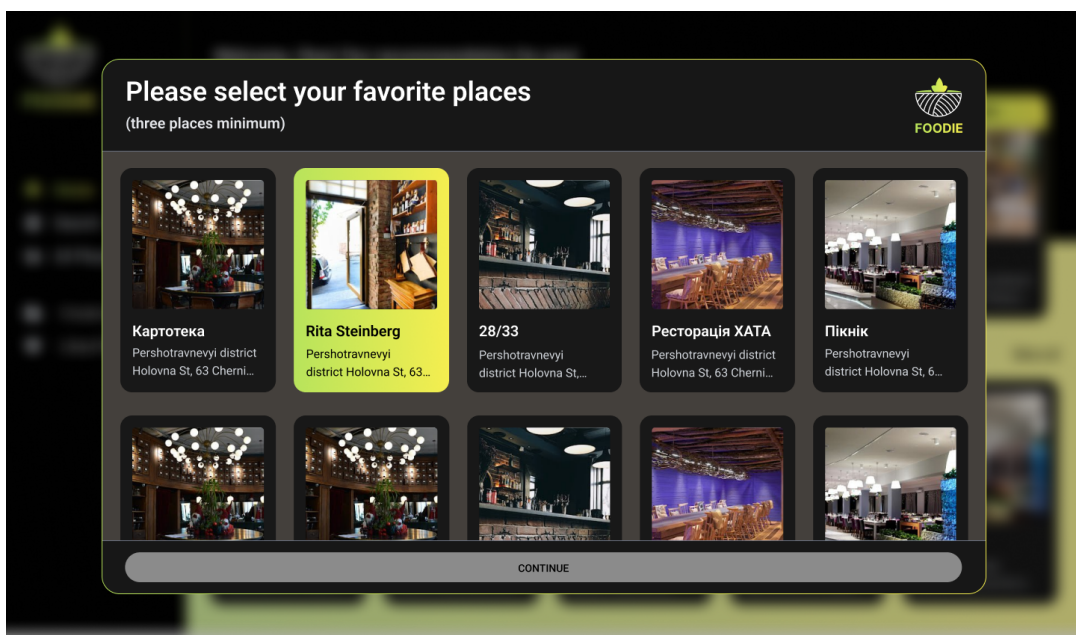 Please select your favorite places
(three places minimum)
FOODIE
Картотека
Pershotravnevyi district
Holovna St, 63 Cherni...
Rita Steinberg
Pershotravnevyi
district Holovna St, 63...
28/33
Pershotravnevyi
district Holovna St,...
Ресторація ХАТА
Pershotravnevyi district
Holovna St, 63 Cherni...
Пікнік
Pershotravnevyi
district Holovna St, 6...
CONTINUE